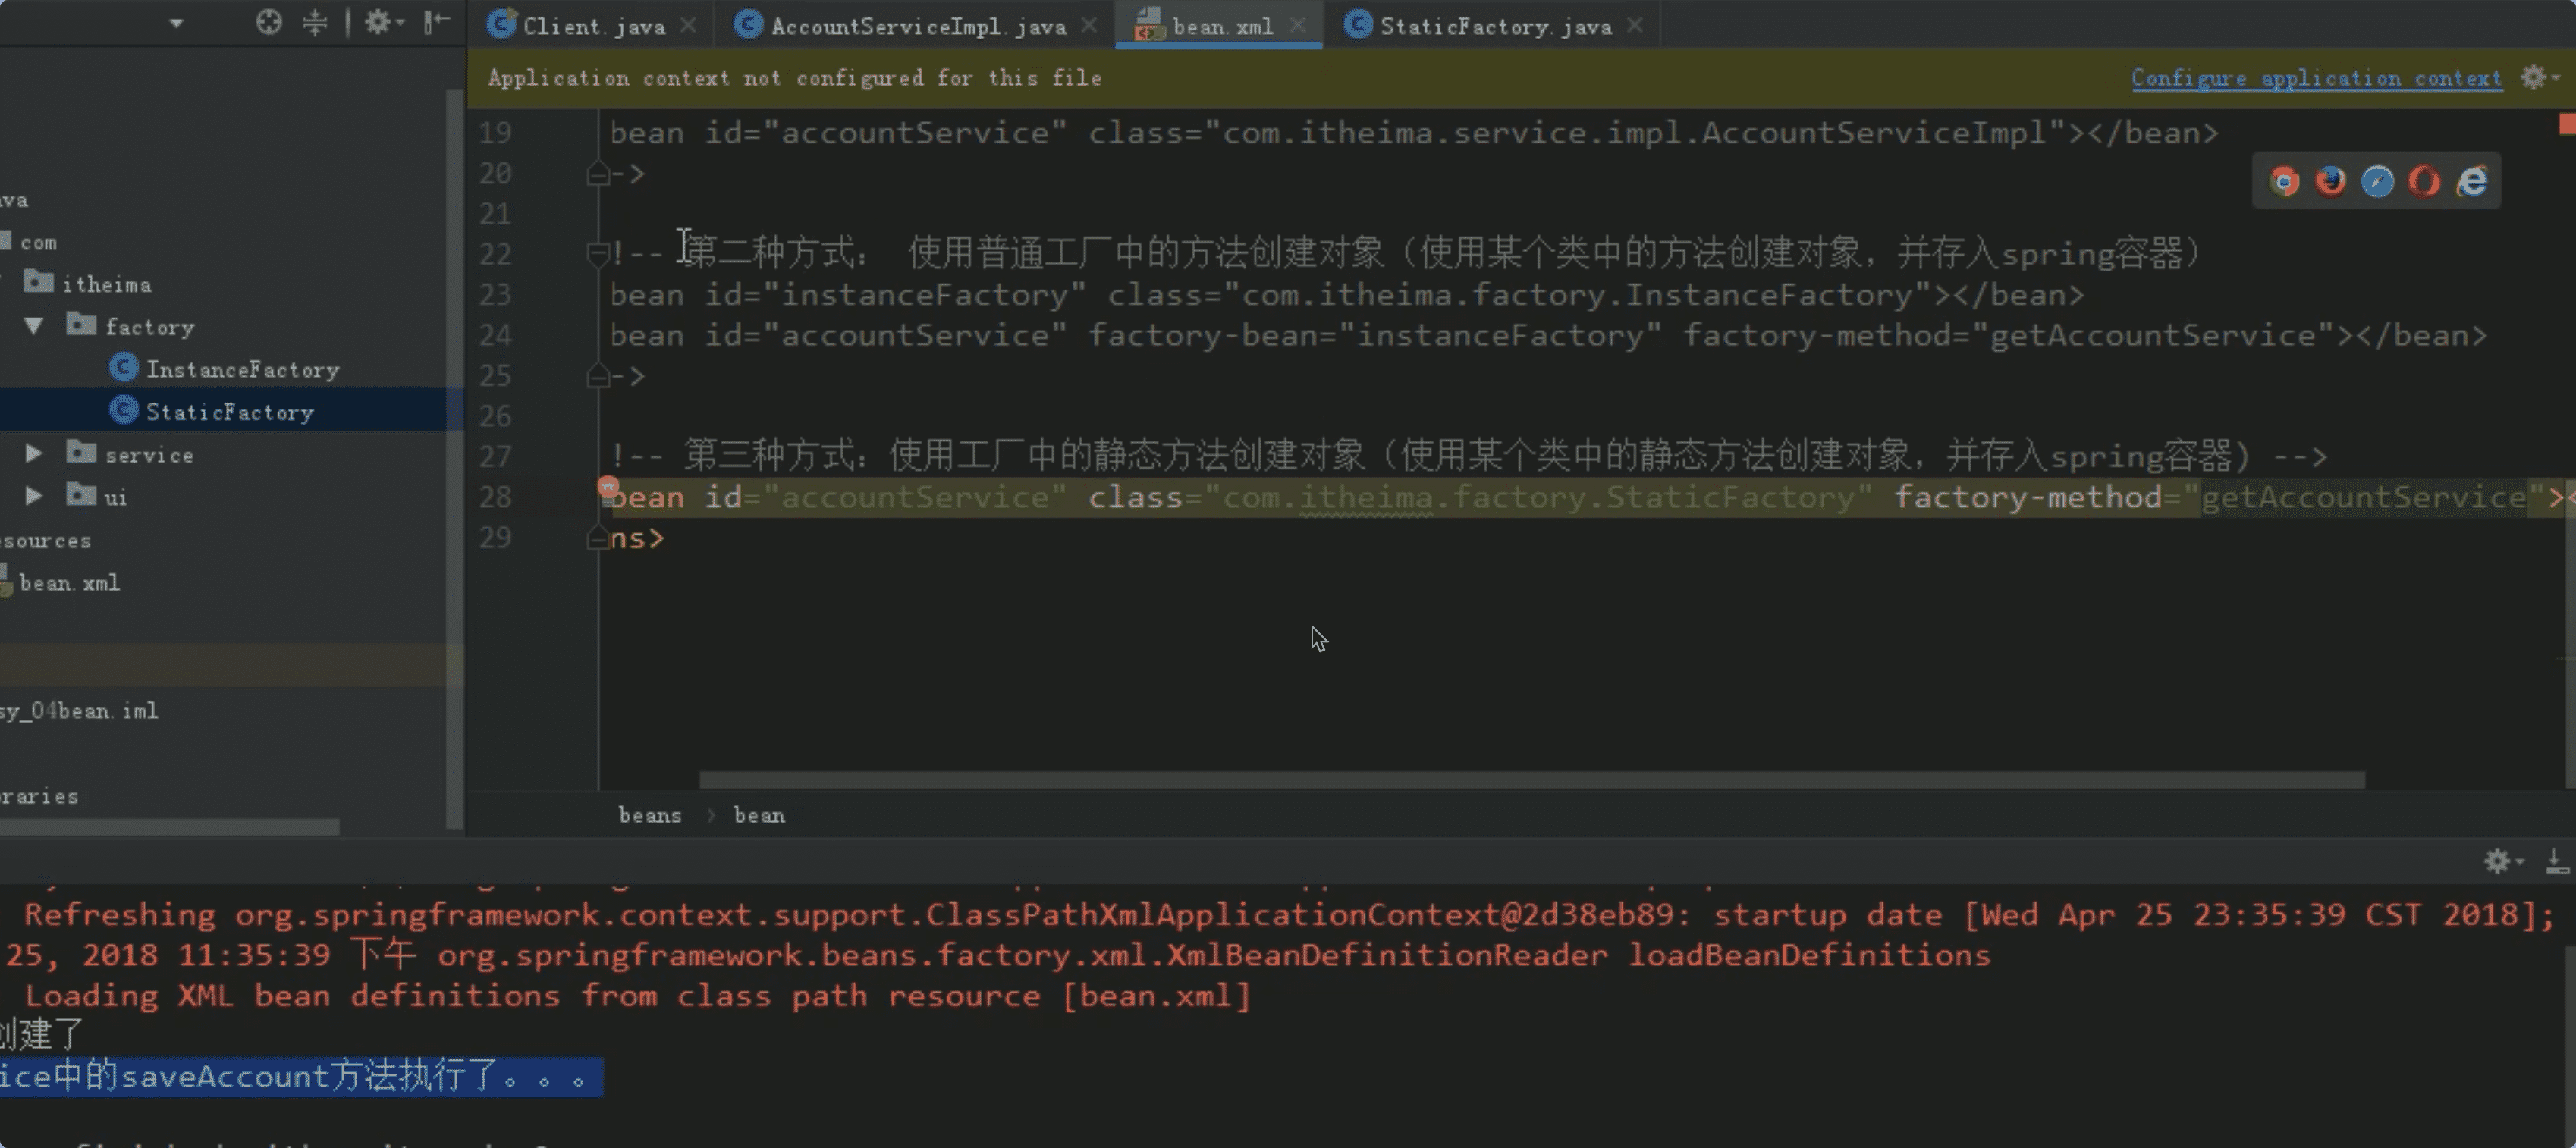 Client.java
AccountServiceImpl.java
bean.xml
StaticFactory.java
Application context not configured for this file
Configure application context
va
com
itheima
factory
InstanceFactory
StaticFactory
service
ui
sources
bean.xml
sy_04bean.iml
raries
19 bean id="accountService" class="com.itheima.service.impl.AccountServiceImpl"></bean>
20 ->
21
22 !-- 第二种方式： 使用普通工厂中的方法创建对象（使用某个类中的方法创建对象，并存入spring容器）
23 bean id="instanceFactory" class="com.itheima.factory.InstanceFactory"></bean>
24 bean id="accountService" factory-bean="instanceFactory" factory-method="getAccountService"></bean>
25 ->
26
27 !-- 第三种方式：使用工厂中的静态方法创建对象（使用某个类中的静态方法创建对象，并存入spring容器) -->
28 bean id="accountService" class="com.itheima.factory.StaticFactory" factory-method="getAccountService"><
29 ns>
beans > bean
Refreshing org.springframework.context.support.ClassPathXmlApplicationContext@2d38eb89: startup date [Wed Apr 25 23:35:39 CST 2018];
25, 2018 11:35:39 下午 org.springframework.beans.factory.xml.XmlBeanDefinitionReader loadBeanDefinitions
Loading XML bean definitions from class path resource [bean.xml]
创建了
ice中的saveAccount方法执行了。。。